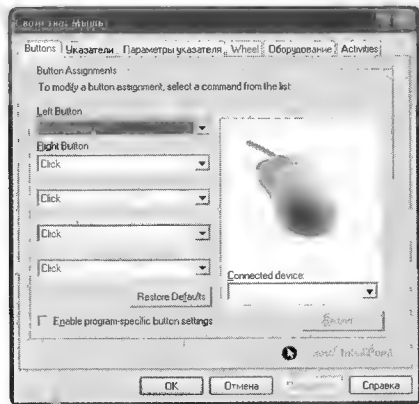 Мышь
Buttons Указатели Параметры указателя Wheel Оборудование Activities
Button Assignments
To modify a button assignment, select a command from the list
Left Button
Right Button
Click
Click
Click
Click
Connected device:
Restore Defaults
Enable program-specific button settings
OK Отмена Справка